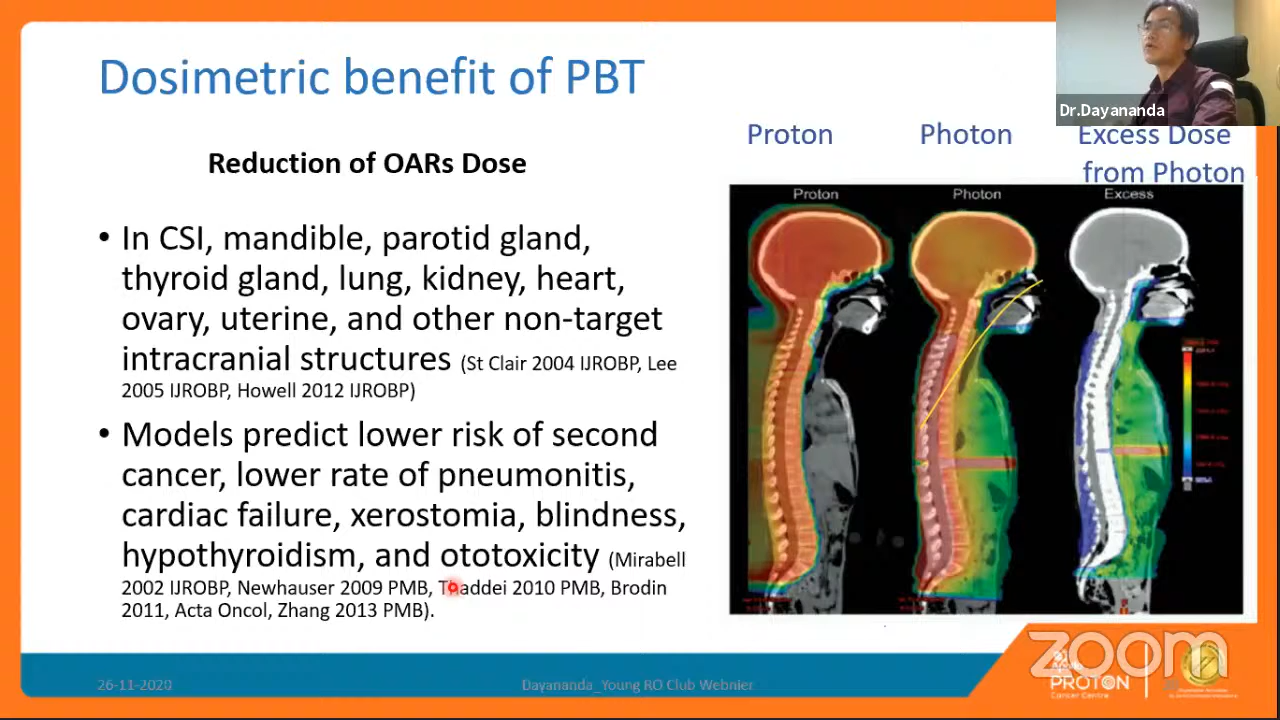 Dosimetric benefit of PBT
Dr.Dayananda
Reduction of OARs Dose
• In CSI, mandible, parotid gland,
thyroid gland, lung, kidney, heart,
ovary, uterine, and other non-target
intracranial structures (St Clair 2004 IJROBP, Lee
2005 IJROBP, Howell 2012 IJROBP)
• Models predict lower risk of second
cancer, lower rate of pneumonitis,
cardiac failure, xerostomia, blindness,
hypothyroidism, and ototoxicity (Mirabell
2002 IJROBP, Newhauser 2009 PMB, 2010 PMB, Brodin
2011, Acta Oncol, Zhang 2013 PMB).
Proton
Photon
Excess Dose
from Photon
Proton
Photon
Excess
26-11-2020
Dayananda_Young RO Club Webnier
zoom
PROTON
Cancer Centre